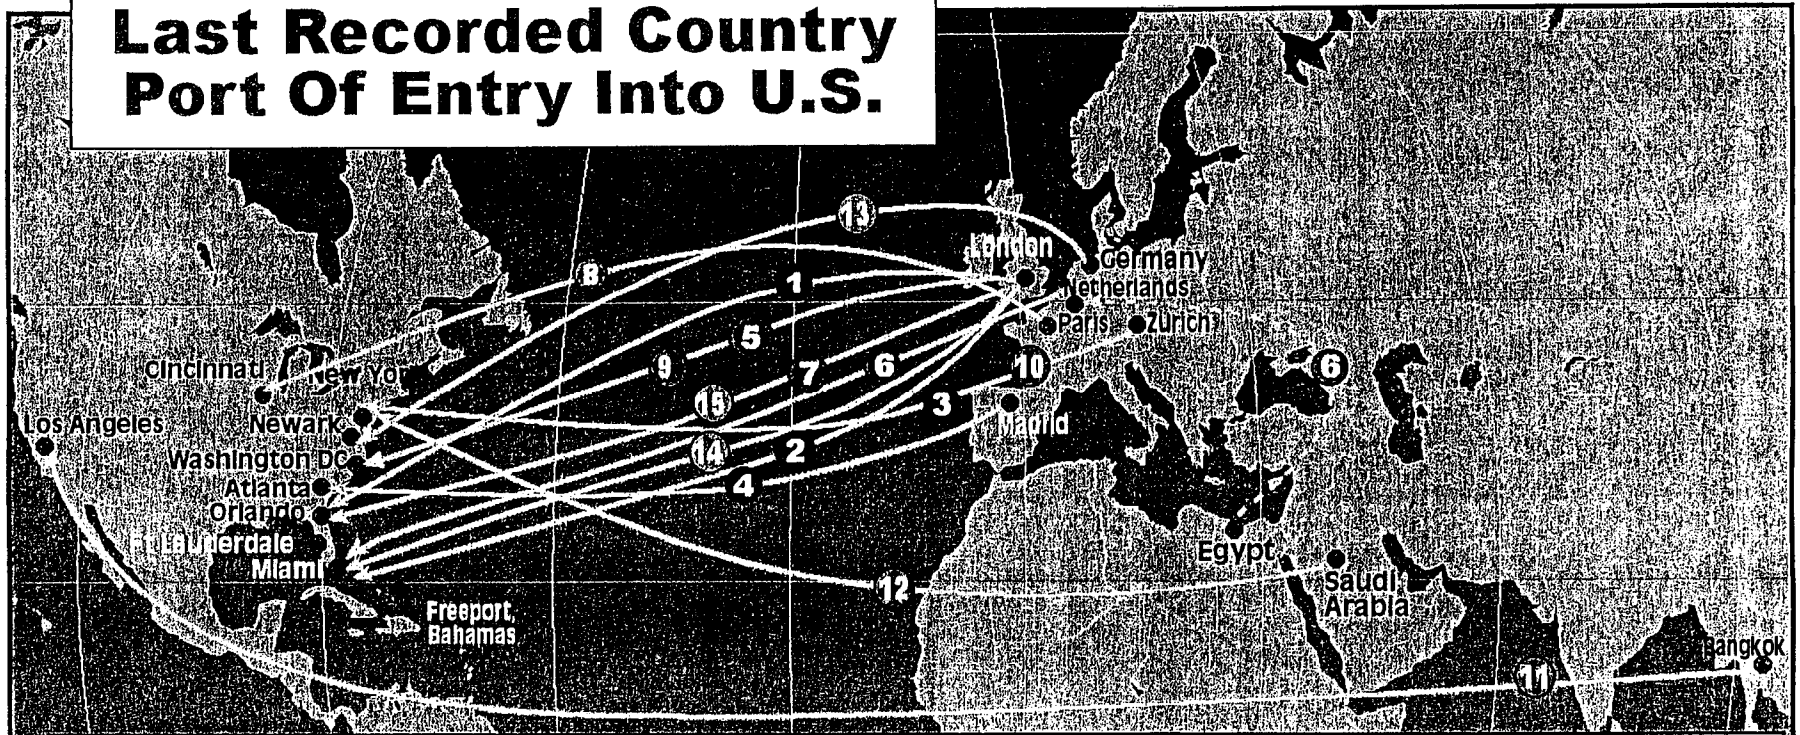 Last Recorded Country
Port Of Entry Into U.S.
13
London
Germany
8
1
Netherlands
5
Paris
Zurich
Cincinnati
New York
9
7
6
10
6
15
3
Los Angeles
Newark
Madrid
Washington DC
14
2
Atlanta
4
Orlando
Ft Lauderdale
Egypt
Miami
12
Saudi
Arabia
Freeport,
Bahamas
Bangkok
11